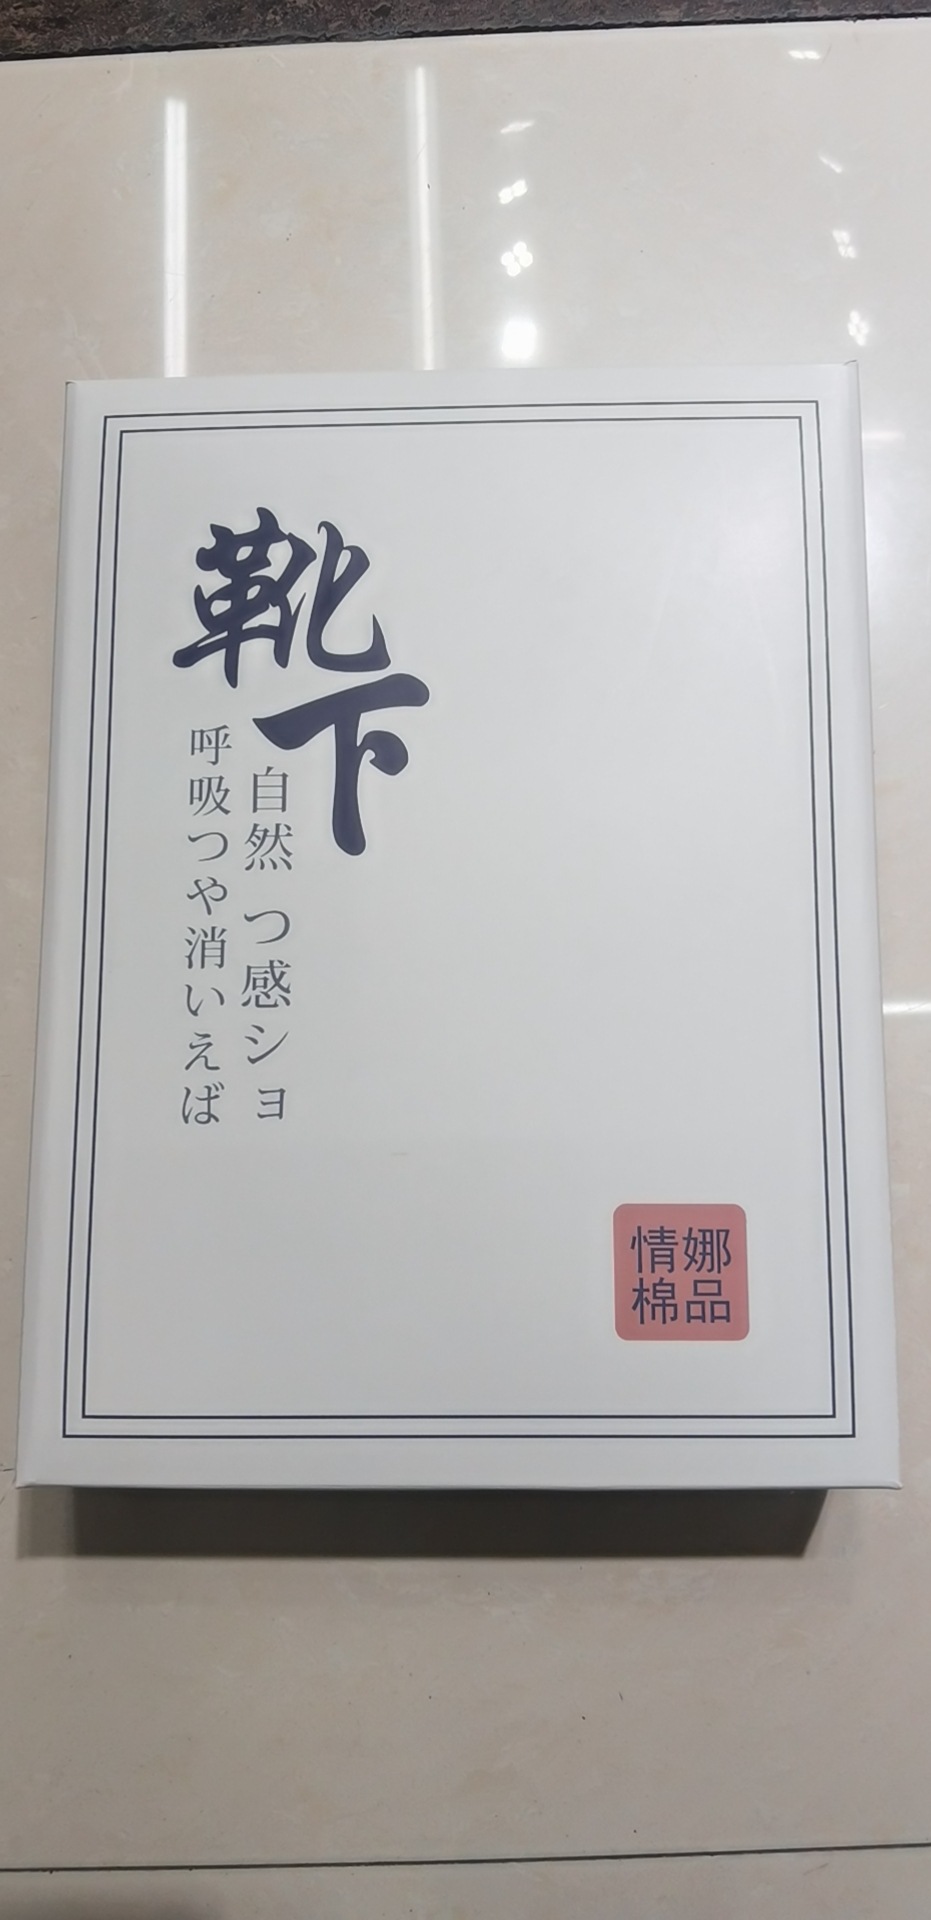 靴下
自然 つ感ショ
呼吸つや消いえば
情娜
棉品